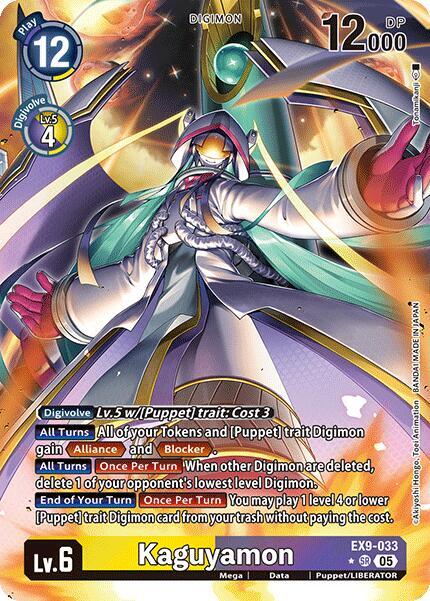 Play
12
DIGIMON
12000
DP
Digivolve
Lv.5
4
Tonamikanji
Digivolve Lv.5 w/[Puppet] trait: Cost 3
All Turns All of your Tokens and [Puppet] trait Digimon
gain Alliance and Blocker .
All Turns Once Per Turn When other Digimon are deleted,
delete 1 of your opponent's lowest level Digimon.
End of Your Turn Once Per Turn You may play 1 level 4 or lower
[Puppet] trait Digimon card from your trash without paying the cost.
©Akiyoshi Hongo, Toei Animation BANDAI MADE IN JAPAN
Lv.6
Kaguyamon
EX9-033
SR 05
Mega Data Puppet/LIBERATOR